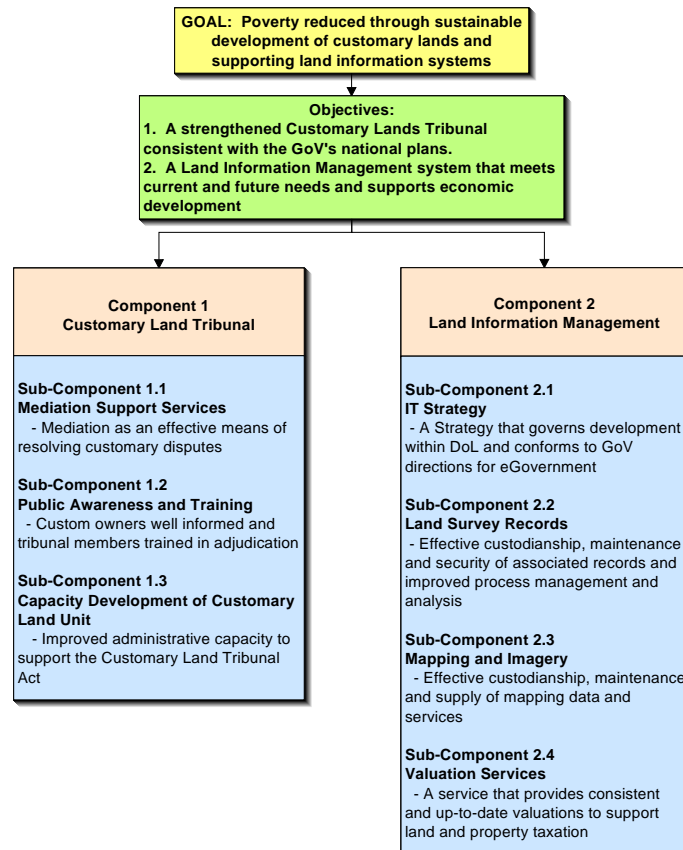 GOAL:  Poverty reduced through sustainable
development of customary lands and
supporting land information systems
Objectives:
1.  A strengthened Customary Lands Tribunal
consistent with the GoV's national plans.
2.  A Land Information Management system that meets
current and future needs and supports economic
development
Component 1
Customary Land Tribunal
Sub-Component 1.1
Mediation Support Services
- Mediation as an effective means of
resolving customary disputes
Sub-Component 1.2
Public Awareness and Training
- Custom owners well informed and
tribunal members trained in adjudication
Sub-Component 1.3
Capacity Development of Customary
Land Unit
- Improved administrative capacity to
support the Customary Land Tribunal
Act
Component 2
Land Information Management
Sub-Component 2.1
IT Strategy
- A Strategy that governs development
within DoL and conforms to GoV
directions for eGovernment
Sub-Component 2.2
Land Survey Records
- Effective custodianship, maintenance
and security of associated records and
improved process management and
analysis
Sub-Component 2.3
Mapping and Imagery
- Effective custodianship, maintenance
and supply of mapping data and
services
Sub-Component 2.4
Valuation Services
- A service that provides consistent
and up-to-date valuations to support
land and property taxation